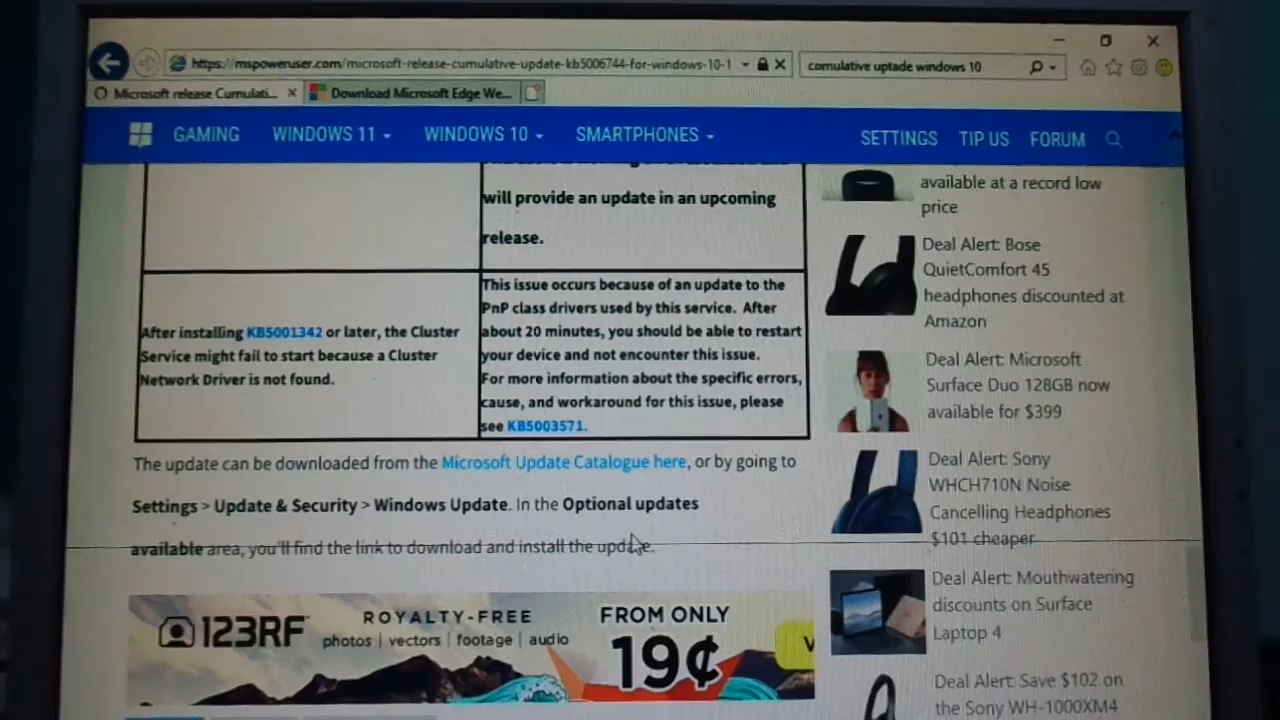 https://mspoweruser.com/microsoft-release-cumulative-update-kb5006744-for-windows-10-1
comulative uptade windows 10
Microsoft release Cumulati...
Download Microsoft Edge We...
GAMING
WINDOWS 11
WINDOWS 10
SMARTPHONES
SETTINGS
TIP US
FORUM
will provide an update in an upcoming
release.
After installing KB5001342 or later, the Cluster
Service might fail to start because a Cluster
Network Driver is not found.
This issue occurs because of an update to the
PnP class drivers used by this service. After
about 20 minutes, you should be able to restart
your device and not encounter this issue.
For more information about the specific errors,
cause, and workaround for this issue, please
see KB5003571.
The update can be downloaded from the Microsoft Update Catalogue here, or by going to
Settings > Update & Security > Windows Update. In the Optional updates
available area, you'll find the link to download and install the update.
123RF
ROYALTY-FREE
photos | vectors | footage | audio
FROM ONLY
19¢
available at a record low
price
Deal Alert: Bose
QuietComfort 45
headphones discounted at
Amazon
Deal Alert: Microsoft
Surface Duo 128GB now
available for $399
Deal Alert: Sony
WHCH710N Noise
Cancelling Headphones
$101 cheaper
Deal Alert: Mouthwatering
discounts on Surface
Laptop 4
Deal Alert: Save $102 on
the Sony WH-1000XM4